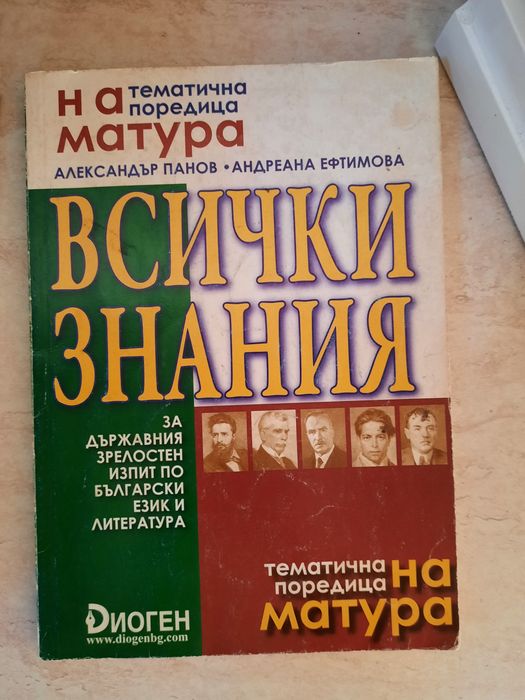 на тематична
поредица
матура
АЛЕКСАНДЪР ПАНОВ • АНДРЕАНА ЕФТИМОВА
ВСИЧКИ
ЗНАНИЯ
ЗА
ДЪРЖАВНИЯ
ЗРЕЛОСТЕН
ИЗПИТ ПО
БЪЛГАРСКИ
ЕЗИК И
ЛИТЕРАТУРА
тематична на
поредица
матура
ДИОГЕН
www.diogenbg.com